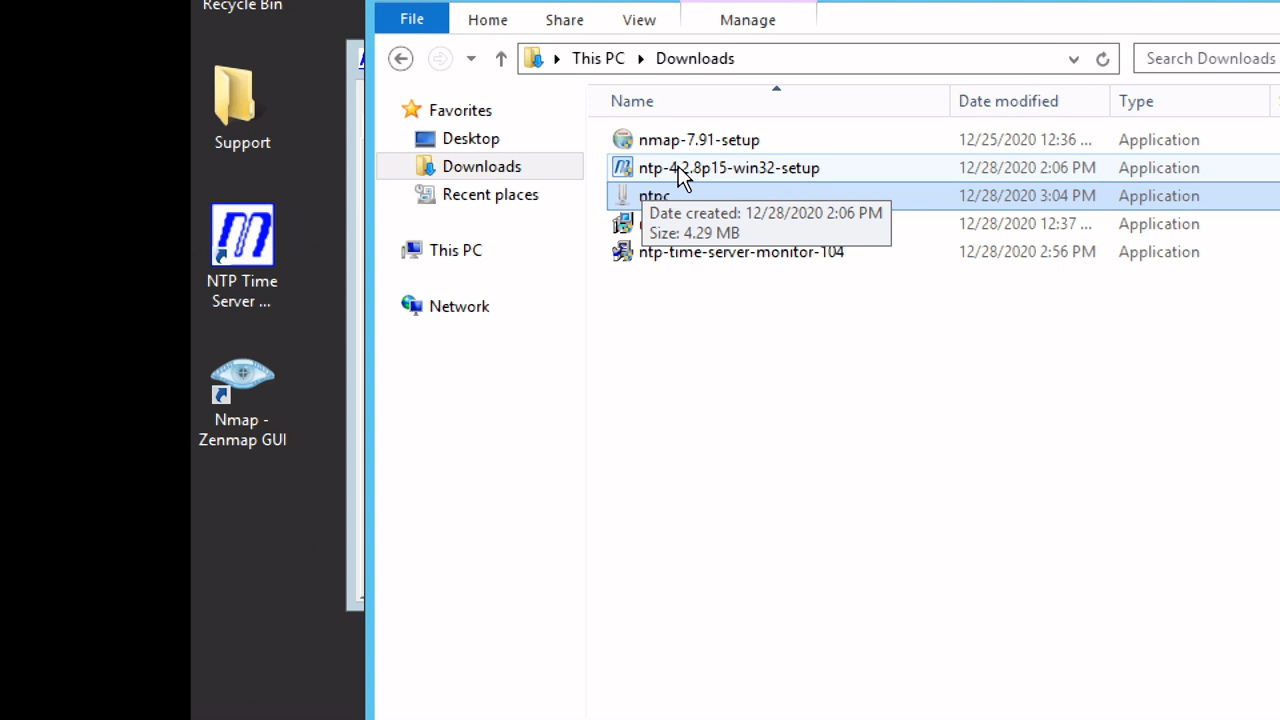 Recycle Bin
Support
NTP Time
Server ...
Nmap -
Zenmap GUI
File Home Share View Manage
This PC Downloads
Search Downloads
Favorites
Desktop
Downloads
Recent places
This PC
Network
Name Date modified Type
nmap-7.91-setup 12/25/2020 12:36 ... Application
ntp-4.2.8p15-win32-setup 12/28/2020 2:06 PM Application
ntpc 12/28/2020 3:04 PM Application
12/28/2020 12:37 ... Application
ntp-time-server-monitor-104 12/28/2020 2:56 PM Application
Date created: 12/28/2020 2:06 PM
Size: 4.29 MB